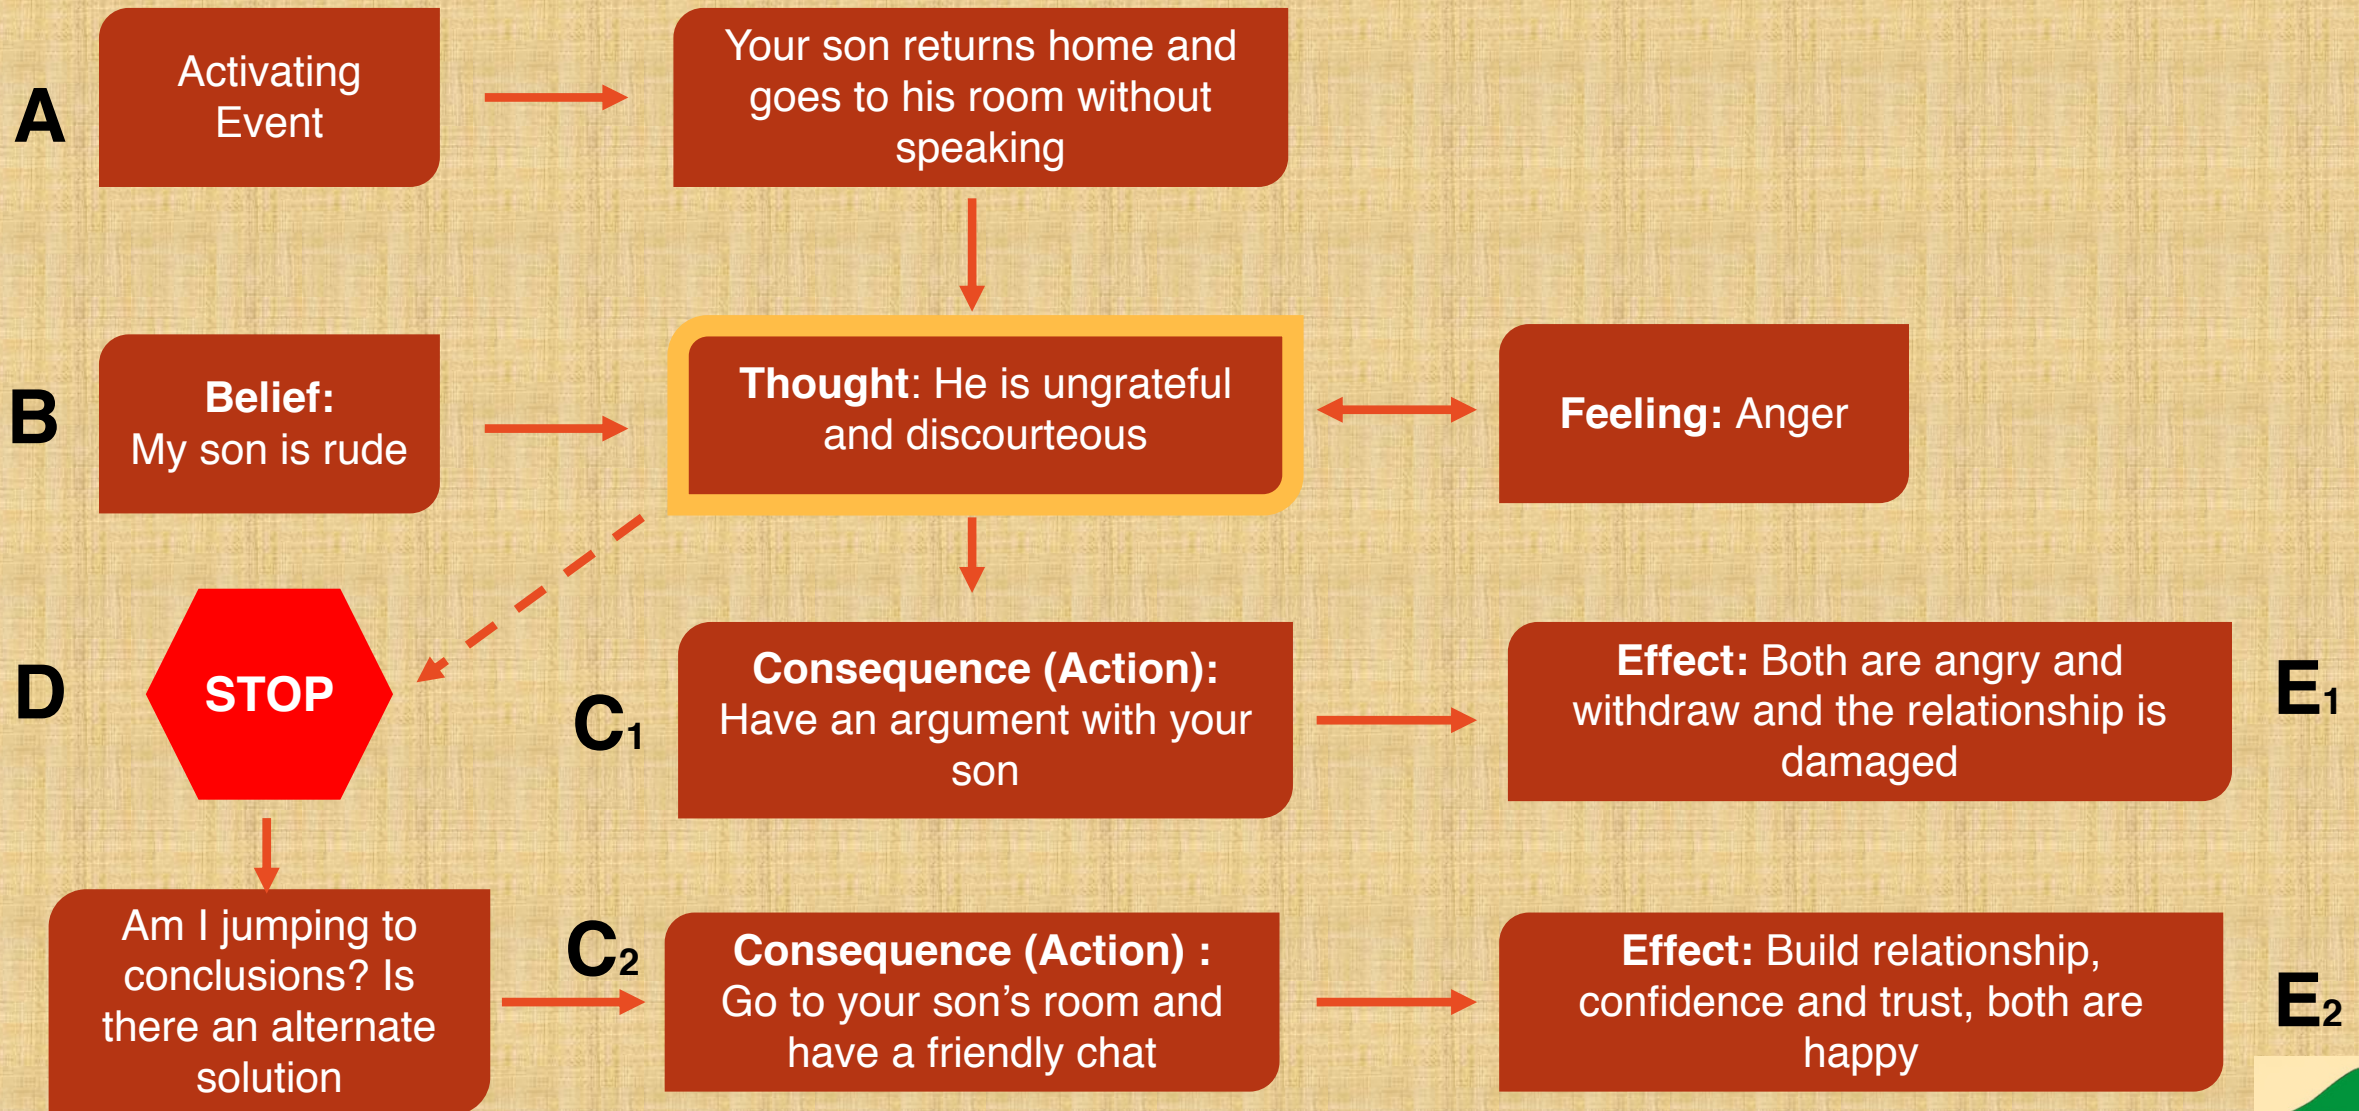 A
Activating
Event
Your son returns home and
goes to his room without
speaking
B
Belief:
My son is rude
Thought: He is ungrateful
and discourteous
Feeling: Anger
D
STOP
C1
Consequence (Action):
Have an argument with your
son
Effect: Both are angry and
withdraw and the relationship is
damaged
E1
Am I jumping to
conclusions? Is
there an alternate
solution
C2
Consequence (Action) :
Go to your son’s room and
have a friendly chat
Effect: Build relationship,
confidence and trust, both are
happy
E2